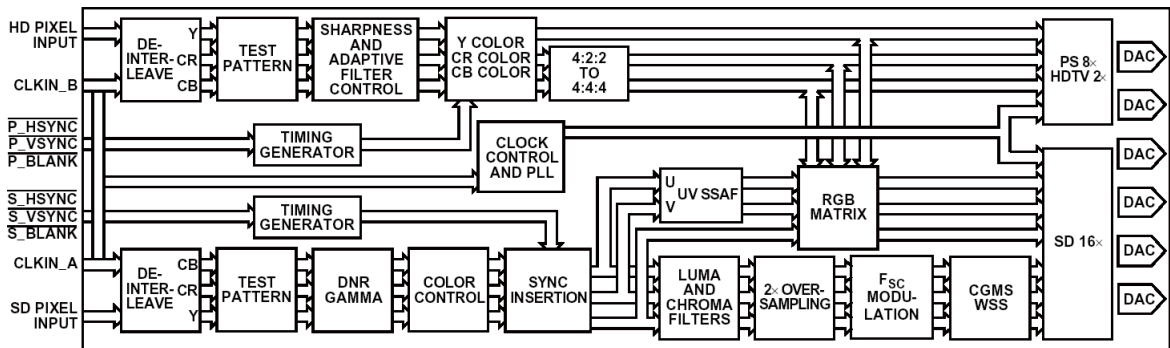 HD PIXEL
INPUT
CLKIN_B
P_HSYNC
P_VSYNC
P_BLANK
S_HSYNC
S_VSYNC
S_BLANK
CLKIN_A
SD PIXEL
INPUT
DE-
INTER-
LEAVE
Y
CR
CB
TEST
PATTERN
SHARPNESS
AND
ADAPTIVE
FILTER
CONTROL
Y COLOR
CR COLOR
CB COLOR
4:2:2
TO
4:4:4
PS 8×
HDTV 2×
TIMING
GENERATOR
CLOCK
CONTROL
AND PLL
TIMING
GENERATOR
U
V
UV SSAF
RGB
MATRIX
SD 16×
DE-
INTER-
LEAVE
CB
CR
Y
TEST
PATTERN
DNR
GAMMA
COLOR
CONTROL
SYNC
INSERTION
LUMA
AND
CHROMA
FILTERS
2× OVER-
SAMPLING
FSC
MODU-
LATION
CGMS
WSS
DAC
DAC
DAC
DAC
DAC
DAC